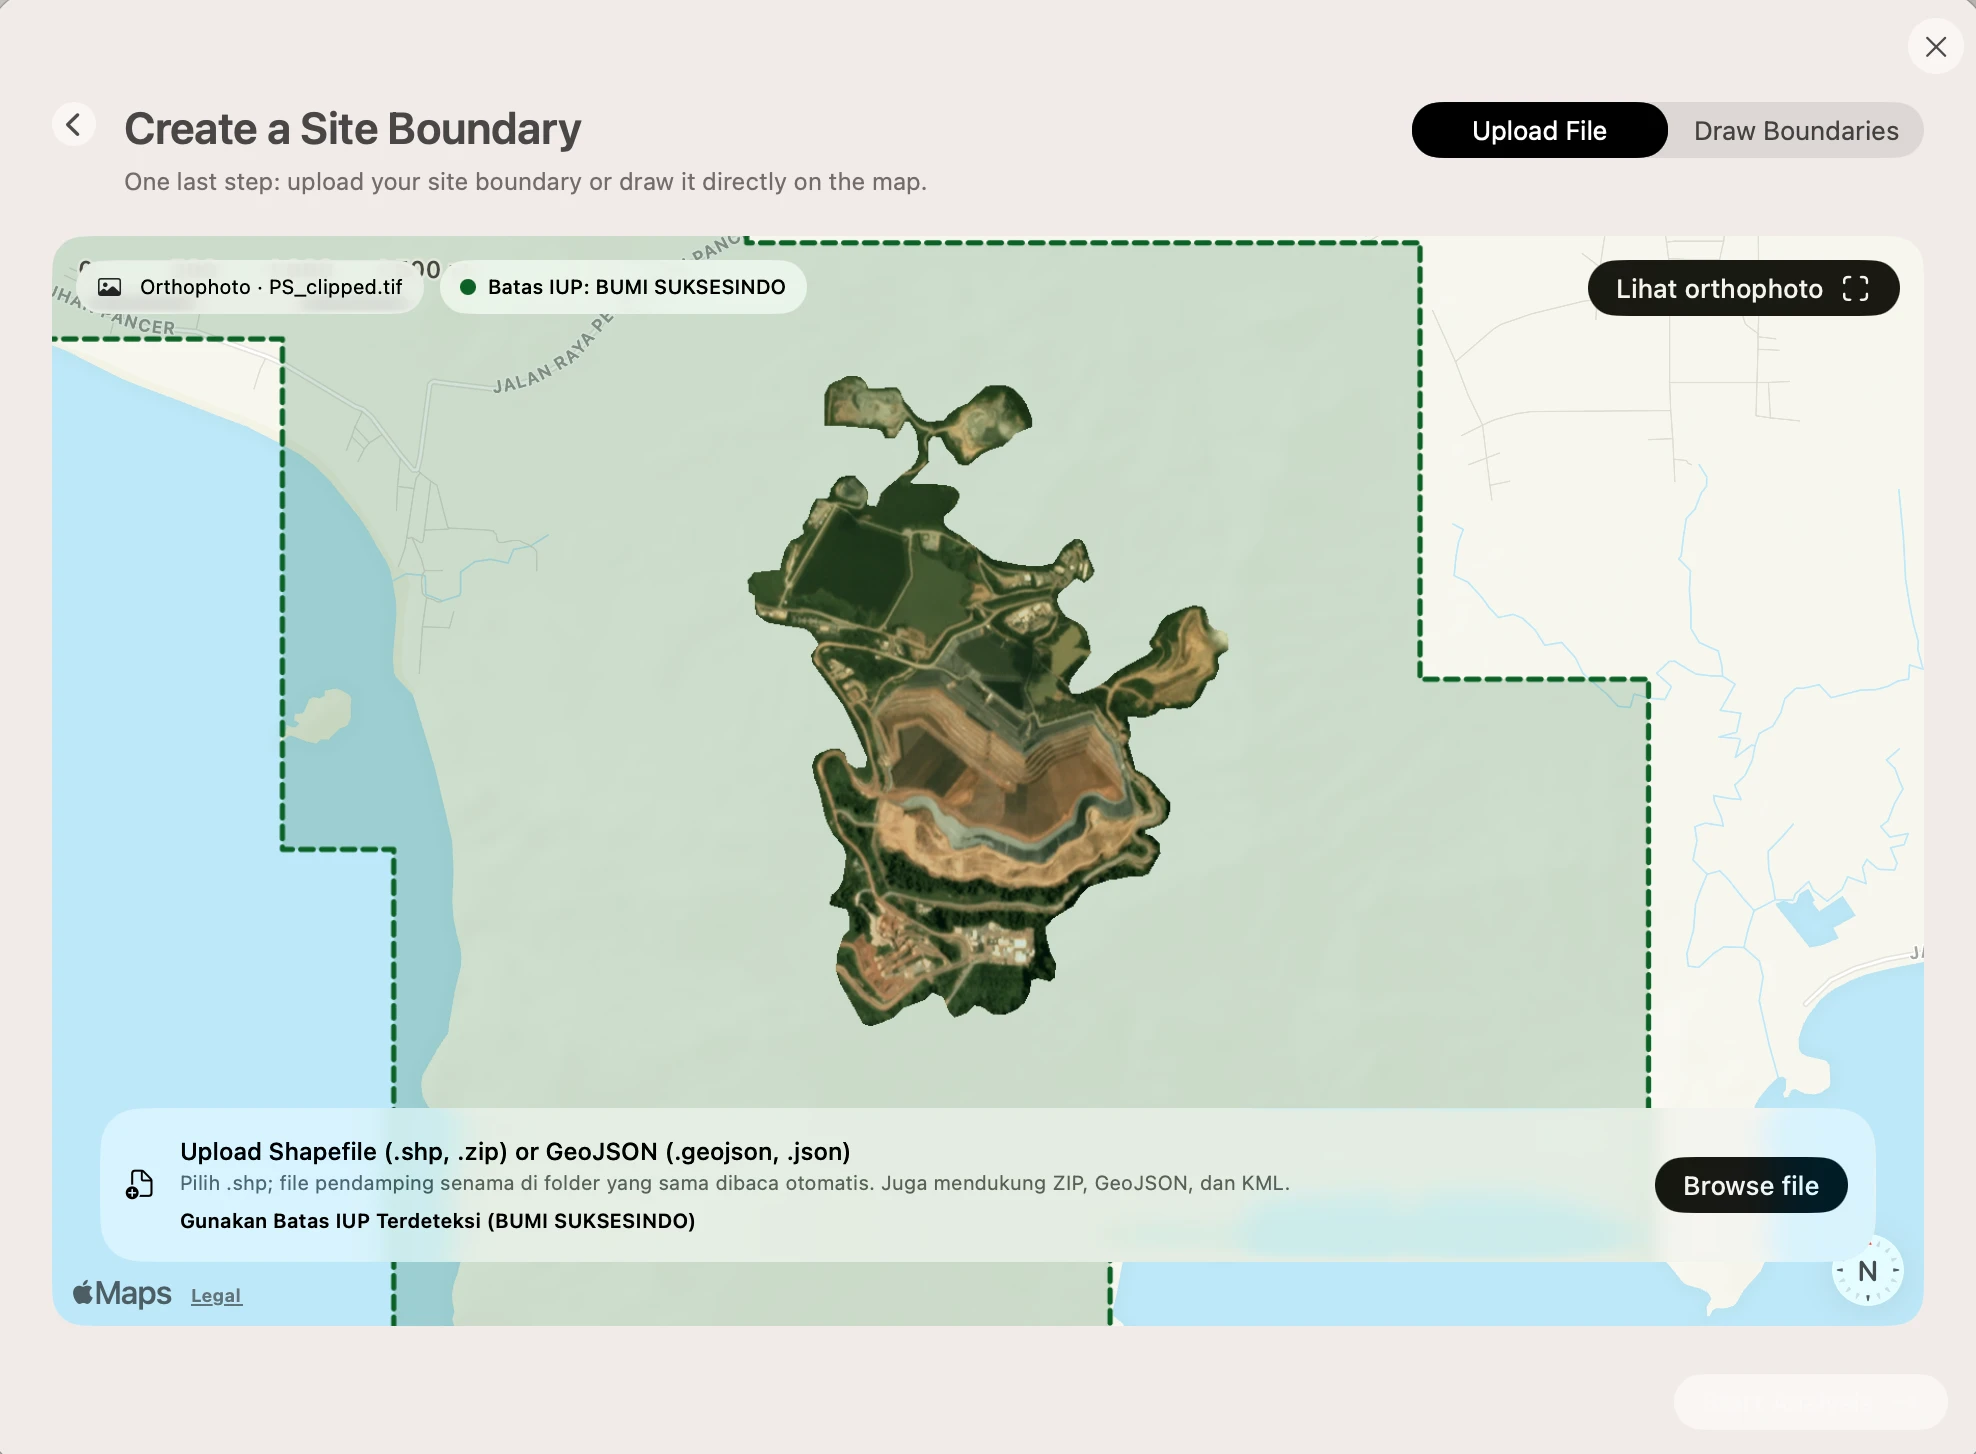 Create a Site Boundary
One last step: upload your site boundary or draw it directly on the map.
Upload File
Draw Boundaries
Orthophoto · PS_clipped.tif
Batas IUP: BUMI SUKSESINDO
Lihat orthophoto
PANCER
JALAN RAYA PE
Upload Shapefile (.shp, .zip) or GeoJSON (.geojson, .json)
Pilih .shp; file pendamping senama di folder yang sama dibaca otomatis. Juga mendukung ZIP, GeoJSON, dan KML.
Gunakan Batas IUP Terdeteksi (BUMI SUKSESINDO)
Browse file
Maps
Legal
N